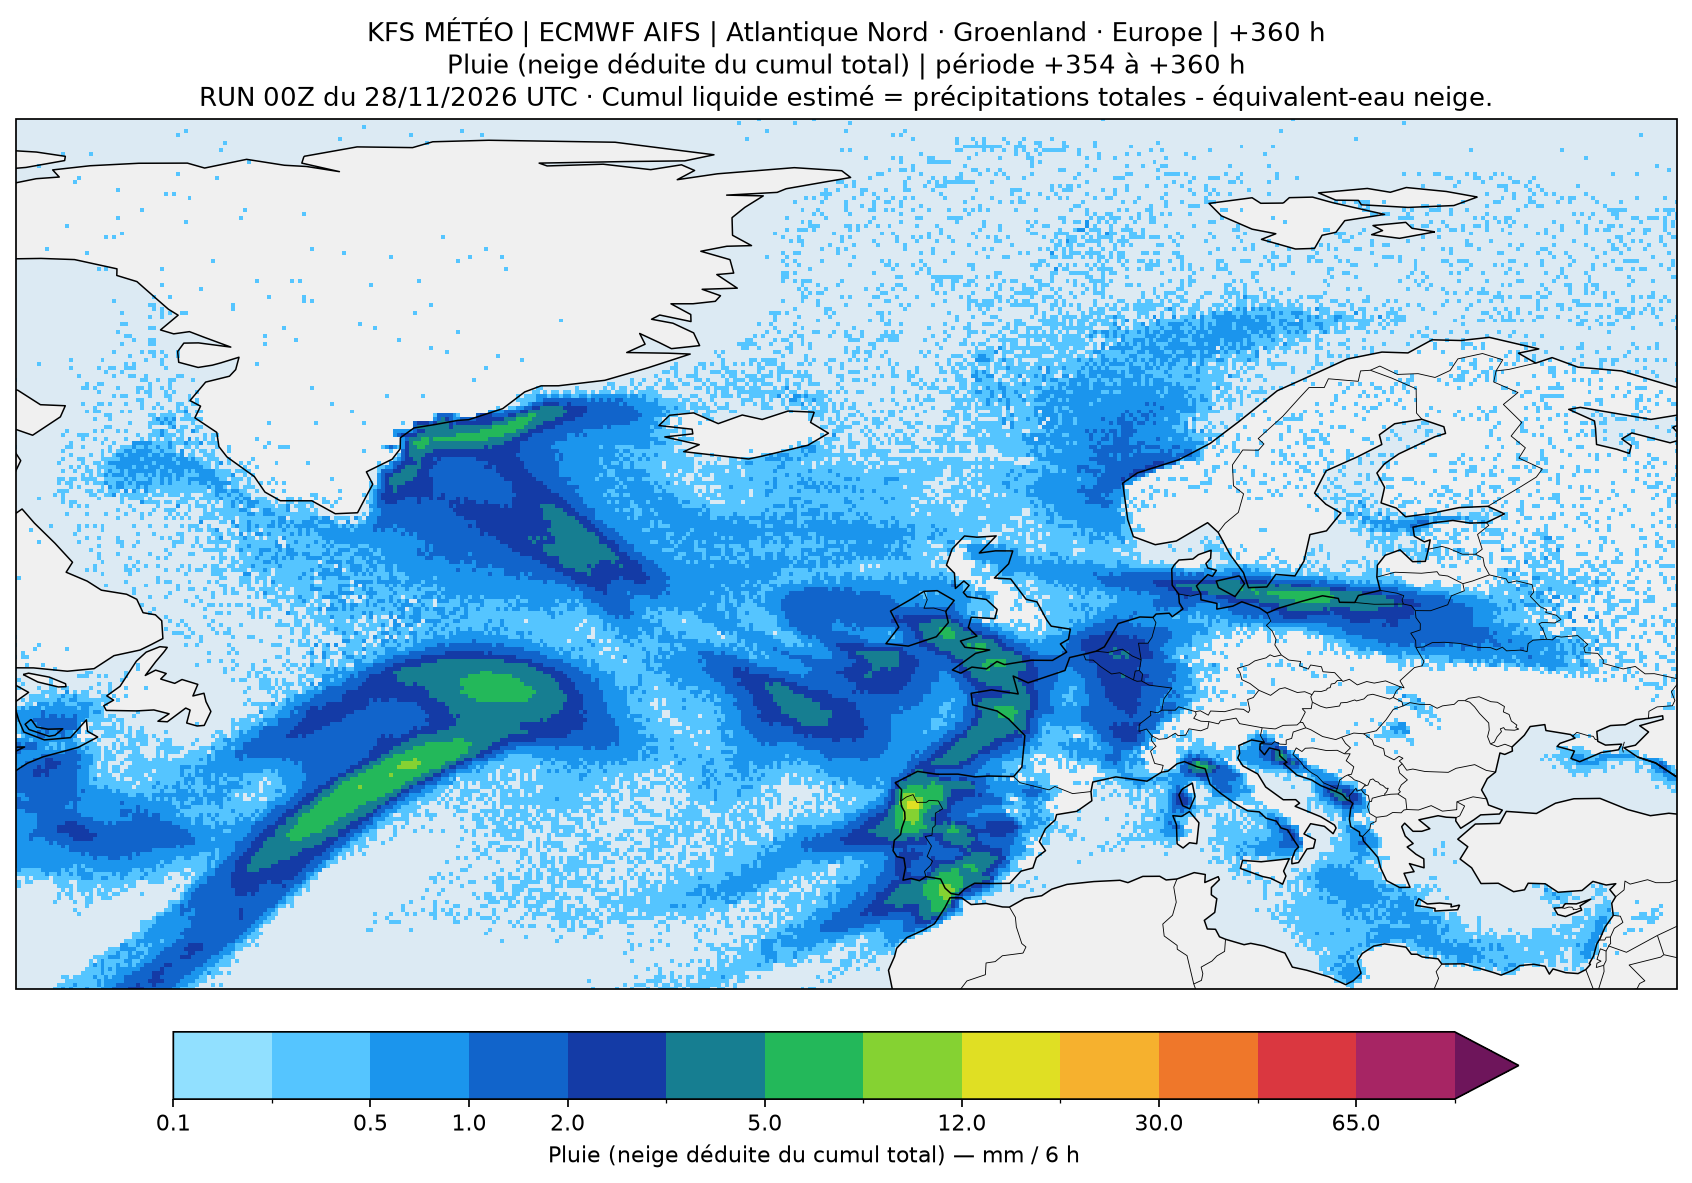 KFS MÉTÉO | ECMWF AIFS | Atlantique Nord · Groenland · Europe | +360 h
Pluie (neige déduite du cumul total) | période +354 à +360 h
RUN 00Z du 28/11/2026 UTC · Cumul liquide estimé = précipitations totales - équivalent-eau neige.
0.1 0.5 1.0 2.0 5.0 12.0 30.0 65.0
Pluie (neige déduite du cumul total) — mm / 6 h